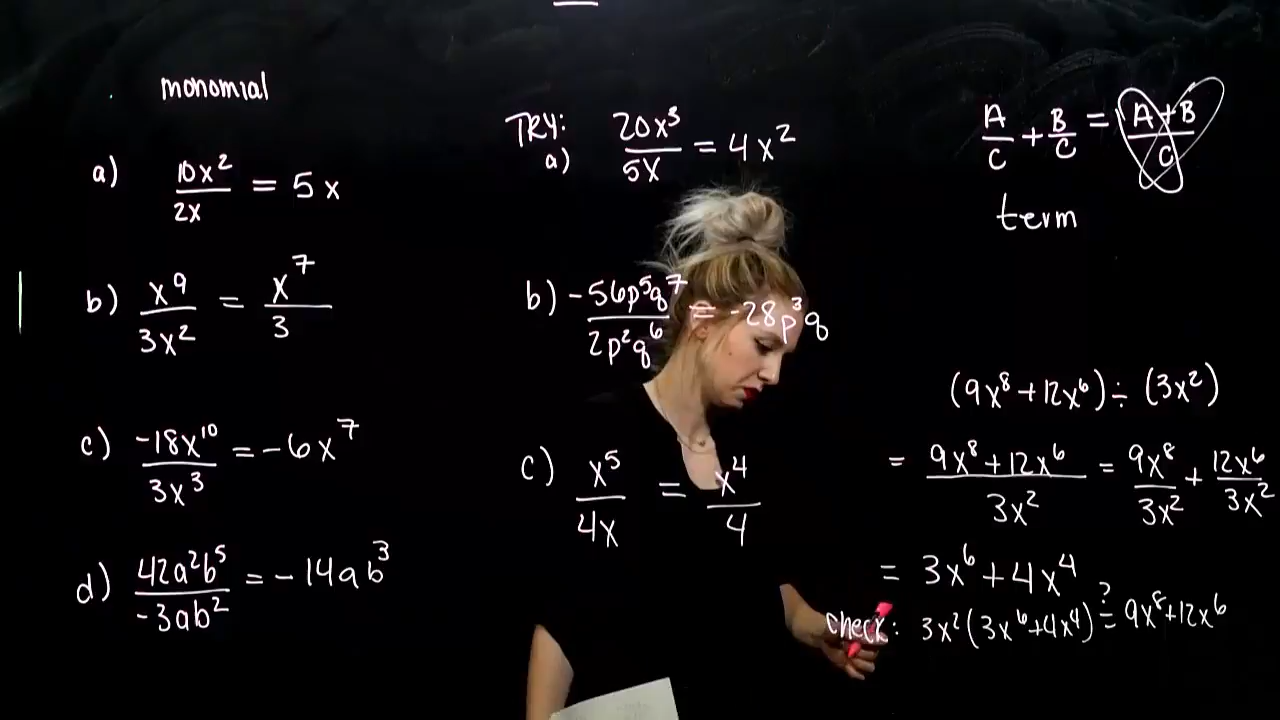 monomial
a) 10x²/2x = 5x
b) x⁹/3x² = x⁷/3
c) -18x¹⁰/3x³ = -6x⁷
d) 42a²b⁵/-3ab² = -14ab³
TRY:
a) 20x³/5x = 4x²
b) -56p⁵q⁷/2p²q⁶ = -28p³q
c) x⁵/4x = x⁴/4
A/C + B/C = A+B/C
term
(9x⁸+12x⁶) ÷ (3x²)
= 9x⁸+12x⁶/3x² = 9x⁸/3x² + 12x⁶/3x²
= 3x⁶+4x⁴
check: 3x²(3x⁶+4x⁴) ≟ 9x⁸+12x⁶